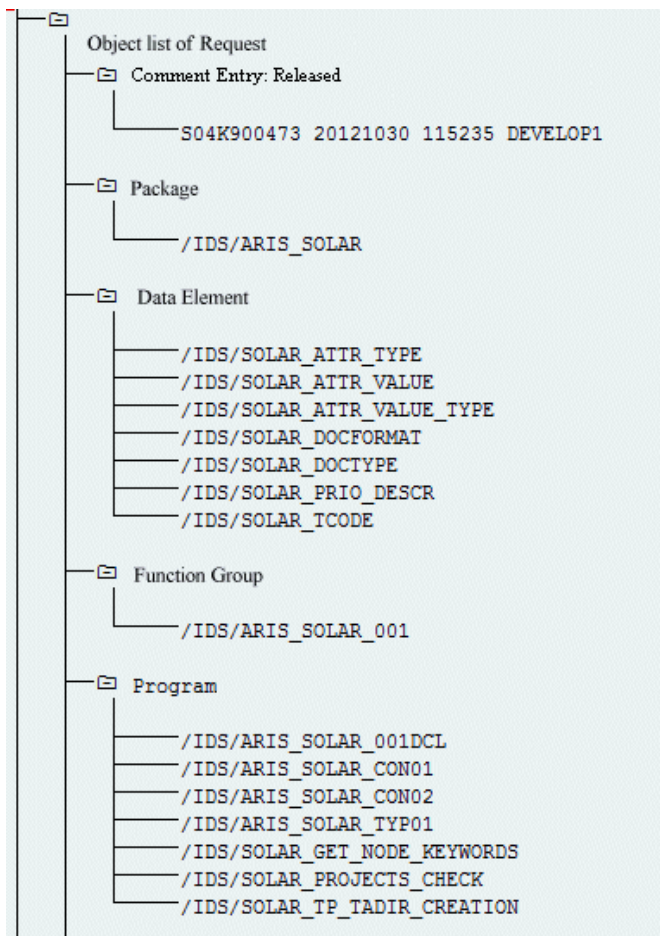 Object list of Request
Comment Entry: Released
S04K900473 20121030 115235 DEVELOP1
Package
/IDS/ARIS_SOLAR
Data Element
/IDS/SOLAR_ATTR_TYPE
/IDS/SOLAR_ATTR_VALUE
/IDS/SOLAR_ATTR_VALUE_TYPE
/IDS/SOLAR_DOCFORMAT
/IDS/SOLAR_DOCTYPE
/IDS/SOLAR_PRIO_DESCR
/IDS/SOLAR_TCODE
Function Group
/IDS/ARIS_SOLAR_001
Program
/IDS/ARIS_SOLAR_001DCL
/IDS/ARIS_SOLAR_CON01
/IDS/ARIS_SOLAR_CON02
/IDS/ARIS_SOLAR_TYP01
/IDS/SOLAR_GET_NODE_KEYWORDS
/IDS/SOLAR_PROJECTS_CHECK
/IDS/SOLAR_TP_TADIR_CREATION